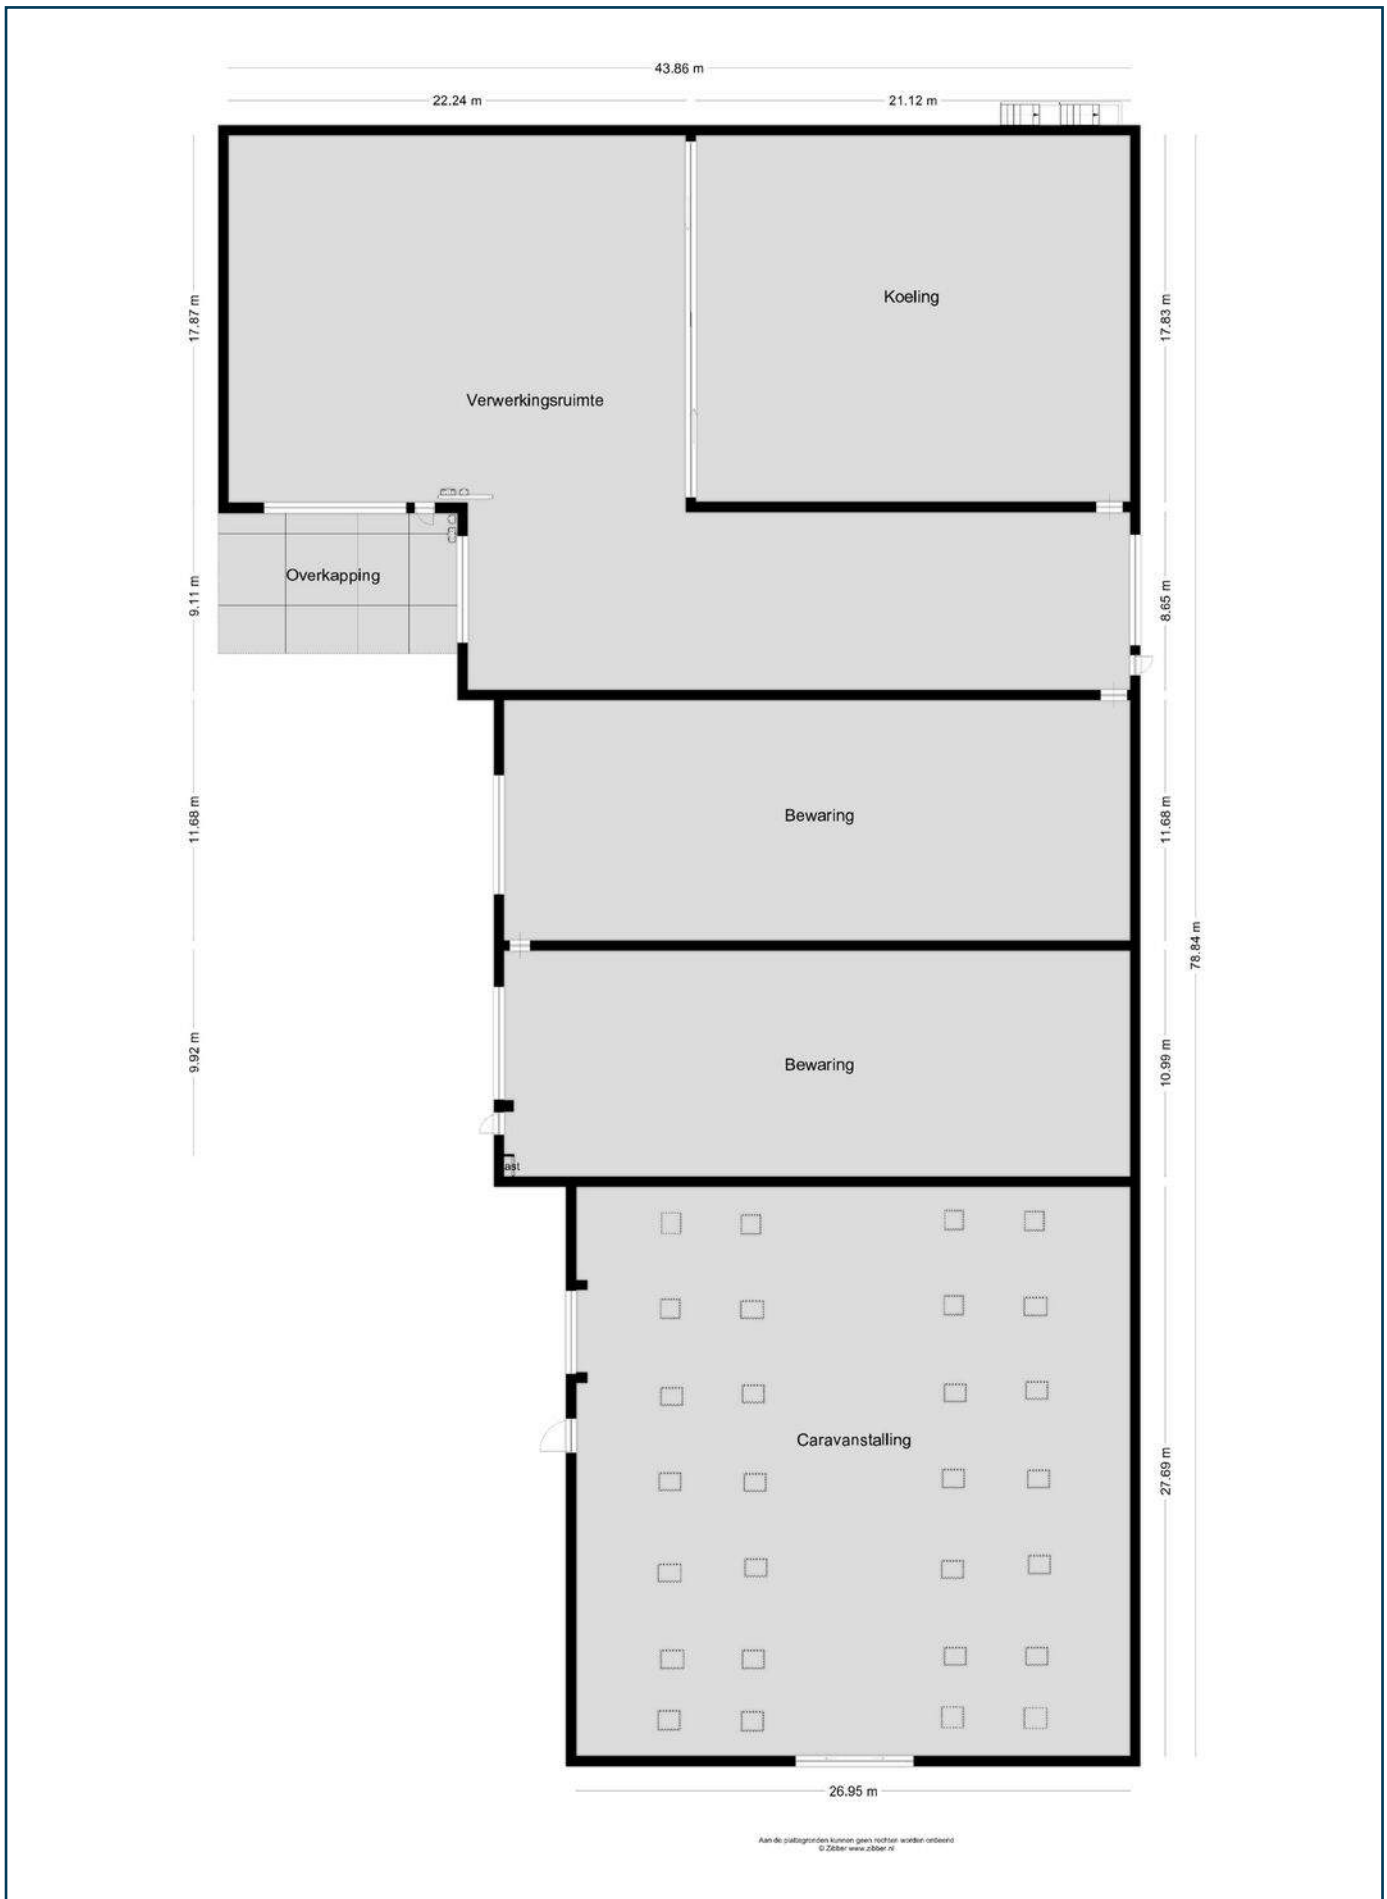 43.86 m
22.24 m
21.12 m
17.87 m
Koeling
17.83 m
Verwerkingsruimte
Overkapping
9.11 m
8.65 m
11.68 m
Bewaring
11.68 m
78.84 m
9.92 m
Bewaring
10.99 m
ast
Caravanstalling
27.69 m
26.95 m
Aan de plattegronden kunnen geen rechten worden ontleend
© Zibber www.zibber.nl